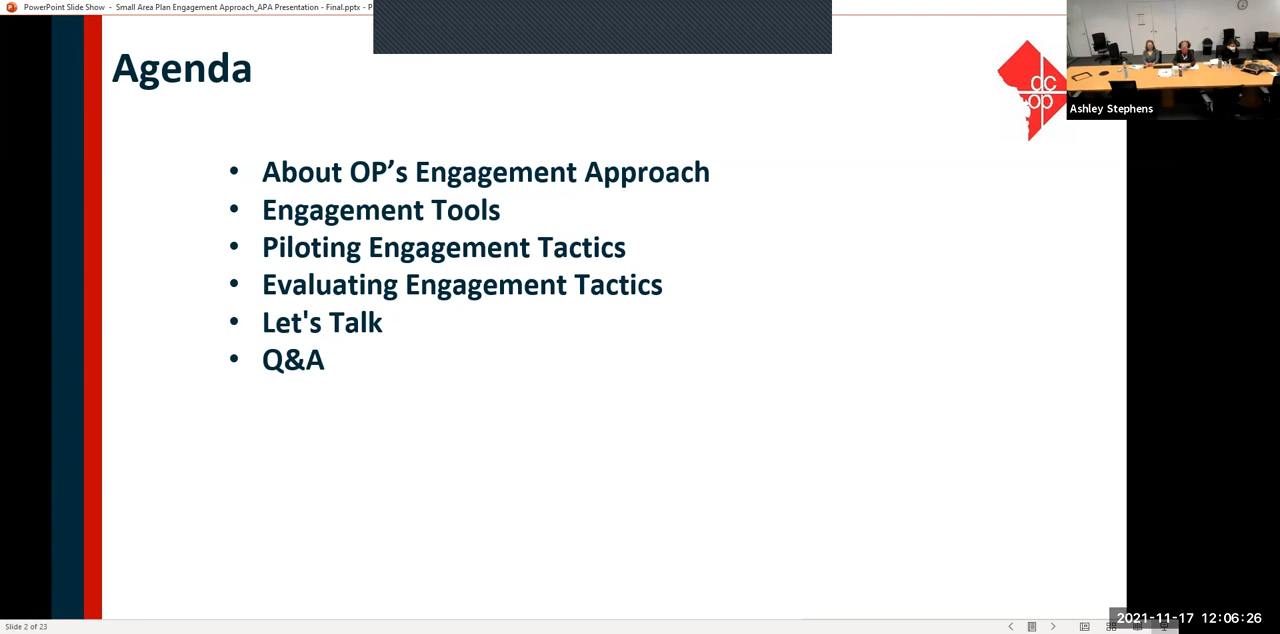 PowerPoint Slide Show - Small Area Plan Engagement Approach_APA Presentation - Final.pptx - P
Agenda
dc
op
Ashley Stephens
• About OP’s Engagement Approach
• Engagement Tools
• Piloting Engagement Tactics
• Evaluating Engagement Tactics
• Let's Talk
• Q&A
2021-11-17 12:06:26
Slide 2 of 23